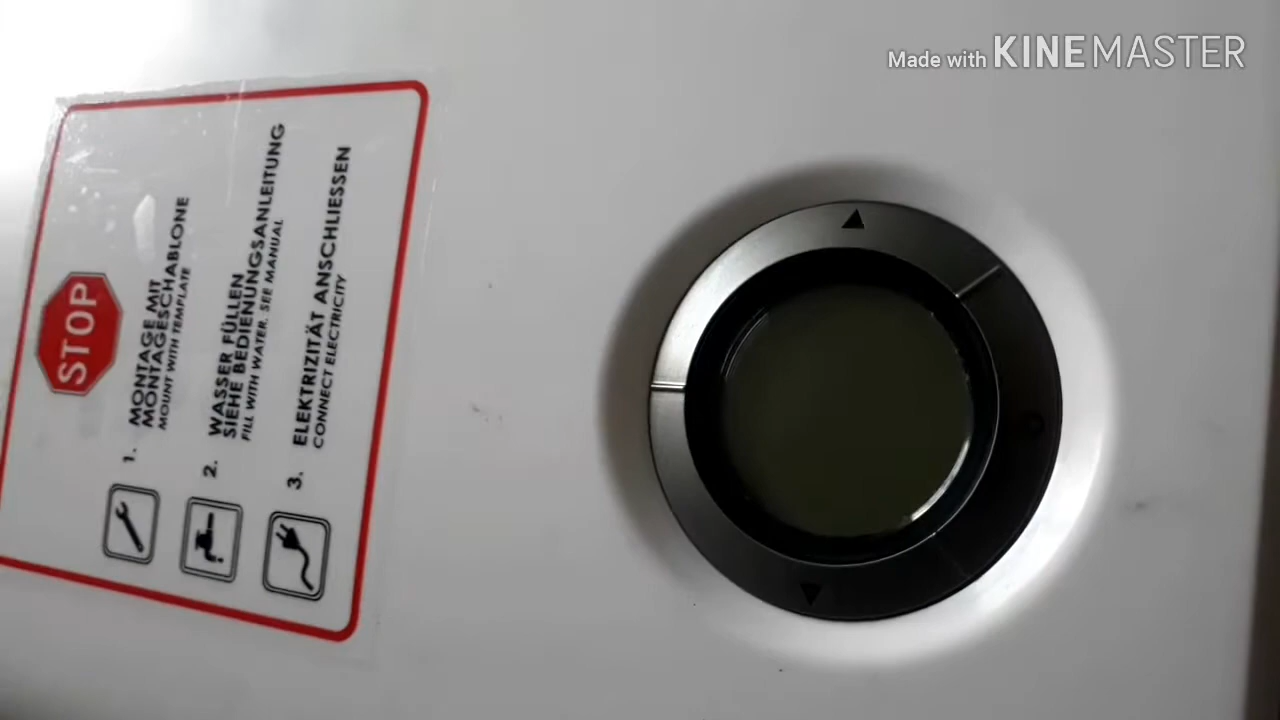 Made with KINEMASTER
STOP
1. MONTAGE MIT
MONTAGESCHABLONE
MOUNT WITH TEMPLATE
2. WASSER FÜLLEN
SIEHE BEDIENUNGSANLEITUNG
FILL WITH WATER. SEE MANUAL
3. ELEKTRIZITÄT ANSCHLIESSEN
CONNECT ELECTRICITY